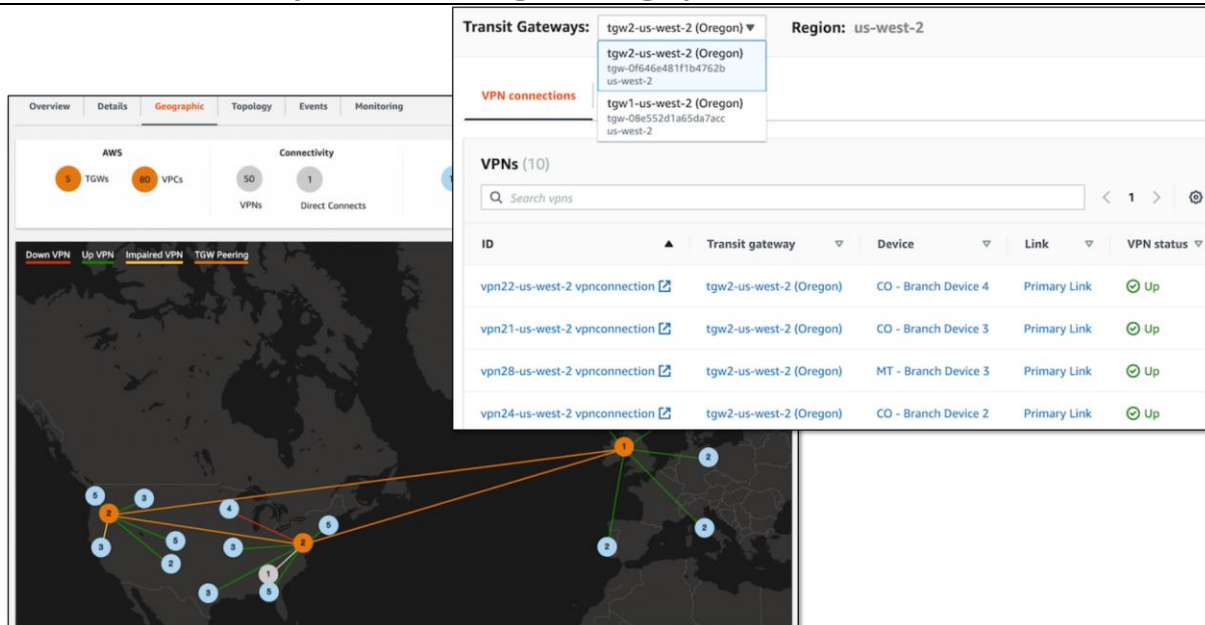 Transit Gateways: tgw2-us-west-2 (Oregon) Region: us-west-2
tgw2-us-west-2 (Oregon)
tgw-0f646e481f1b4762b
us-west-2
tgw1-us-west-2 (Oregon)
tgw-08e552d1a65da7acc
us-west-2
VPN connections
VPNs (10)
Search vpns
1
ID Transit gateway Device Link VPN status
vpn22-us-west-2 vpnconnection tgw2-us-west-2 (Oregon) CO - Branch Device 4 Primary Link Up
vpn21-us-west-2 vpnconnection tgw2-us-west-2 (Oregon) CO - Branch Device 3 Primary Link Up
vpn28-us-west-2 vpnconnection tgw2-us-west-2 (Oregon) MT - Branch Device 3 Primary Link Up
vpn24-us-west-2 vpnconnection tgw2-us-west-2 (Oregon) CO - Branch Device 2 Primary Link Up
Overview Details Geographic Topology Events Monitoring
AWS Connectivity
5 TGWs 80 VPCs 50 1
VPNs Direct Connects
Down VPN Up VPN Impaired VPN TGW Peering
1
2
5 3
2 4
5 2
3 5 3 2 2
2 1
3 5